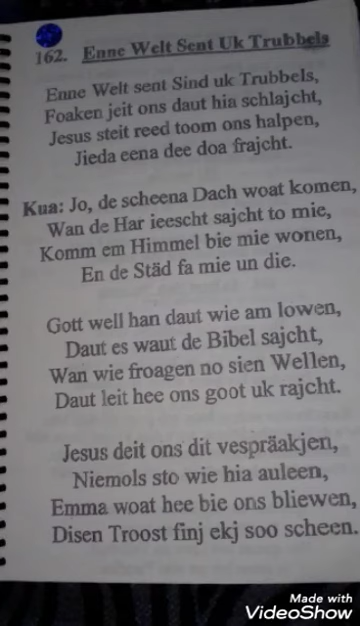 162. Enne Welt Sent Uk Trubbels
Enne Welt sent Sind uk Trubbels,
Foaken jeit ons daut hia schlajcht,
Jesus steit reed toom ons halpen,
Jieda eena dee doa frajcht.
Kua: Jo, de scheena Dach woat komen,
Wan de Har ieescht sajcht to mie,
Komm em Himmel bie mie wonen,
En de Städ fa mie un die.
Gott well han daut wie am lowen,
Daut es waut de Bibel sajcht,
Wan wie froagen no sien Wellen,
Daut leit hee ons goot uk rajcht.
Jesus deit ons dit vespräakjen,
Niemols sto wie hia auleen,
Emma woat hee bie ons bliewen,
Disen Troost finj ekj soo scheen.
Made with
VideoShow